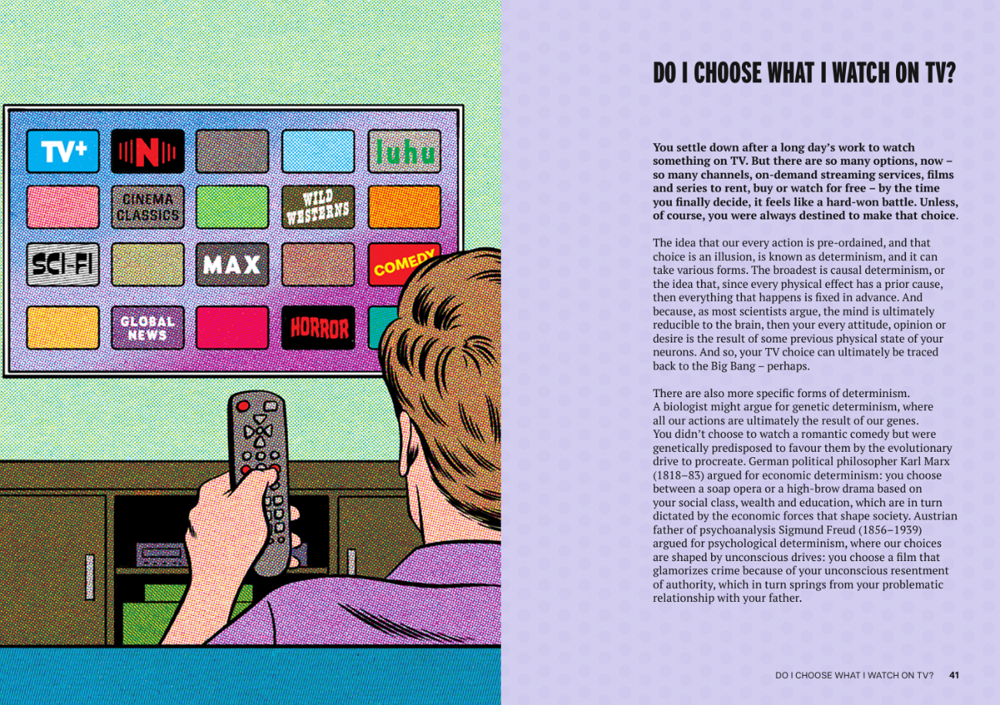 TV+
N
luhu
CINEMA
CLASSICS
WILD
WESTERNS
SCI-FI
MAX
COMEDY
GLOBAL
NEWS
HORROR
DO I CHOOSE WHAT I WATCH ON TV?
You settle down after a long day’s work to watch
something on TV. But there are so many options, now –
so many channels, on-demand streaming services, films
and series to rent, buy or watch for free – by the time
you finally decide, it feels like a hard-won battle. Unless,
of course, you were always destined to make that choice.
The idea that our every action is pre-ordained, and that
choice is an illusion, is known as determinism, and it can
take various forms. The broadest is causal determinism, or
the idea that, since every physical effect has a prior cause,
then everything that happens is fixed in advance. And
because, as most scientists argue, the mind is ultimately
reducible to the brain, then your every attitude, opinion or
desire is the result of some previous physical state of your
neurons. And so, your TV choice can ultimately be traced
back to the Big Bang – perhaps.
There are also more specific forms of determinism.
A biologist might argue for genetic determinism, where
all our actions are ultimately the result of our genes.
You didn’t choose to watch a romantic comedy but were
genetically predisposed to favour them by the evolutionary
drive to procreate. German political philosopher Karl Marx
(1818–83) argued for economic determinism: you choose
between a soap opera or a high-brow drama based on
your social class, wealth and education, which are in turn
dictated by the economic forces that shape society. Austrian
father of psychoanalysis Sigmund Freud (1856–1939)
argued for psychological determinism, where our choices
are shaped by unconscious drives: you choose a film that
glamorizes crime because of your unconscious resentment
of authority, which in turn springs from your problematic
relationship with your father.
DO I CHOOSE WHAT I WATCH ON TV? 41